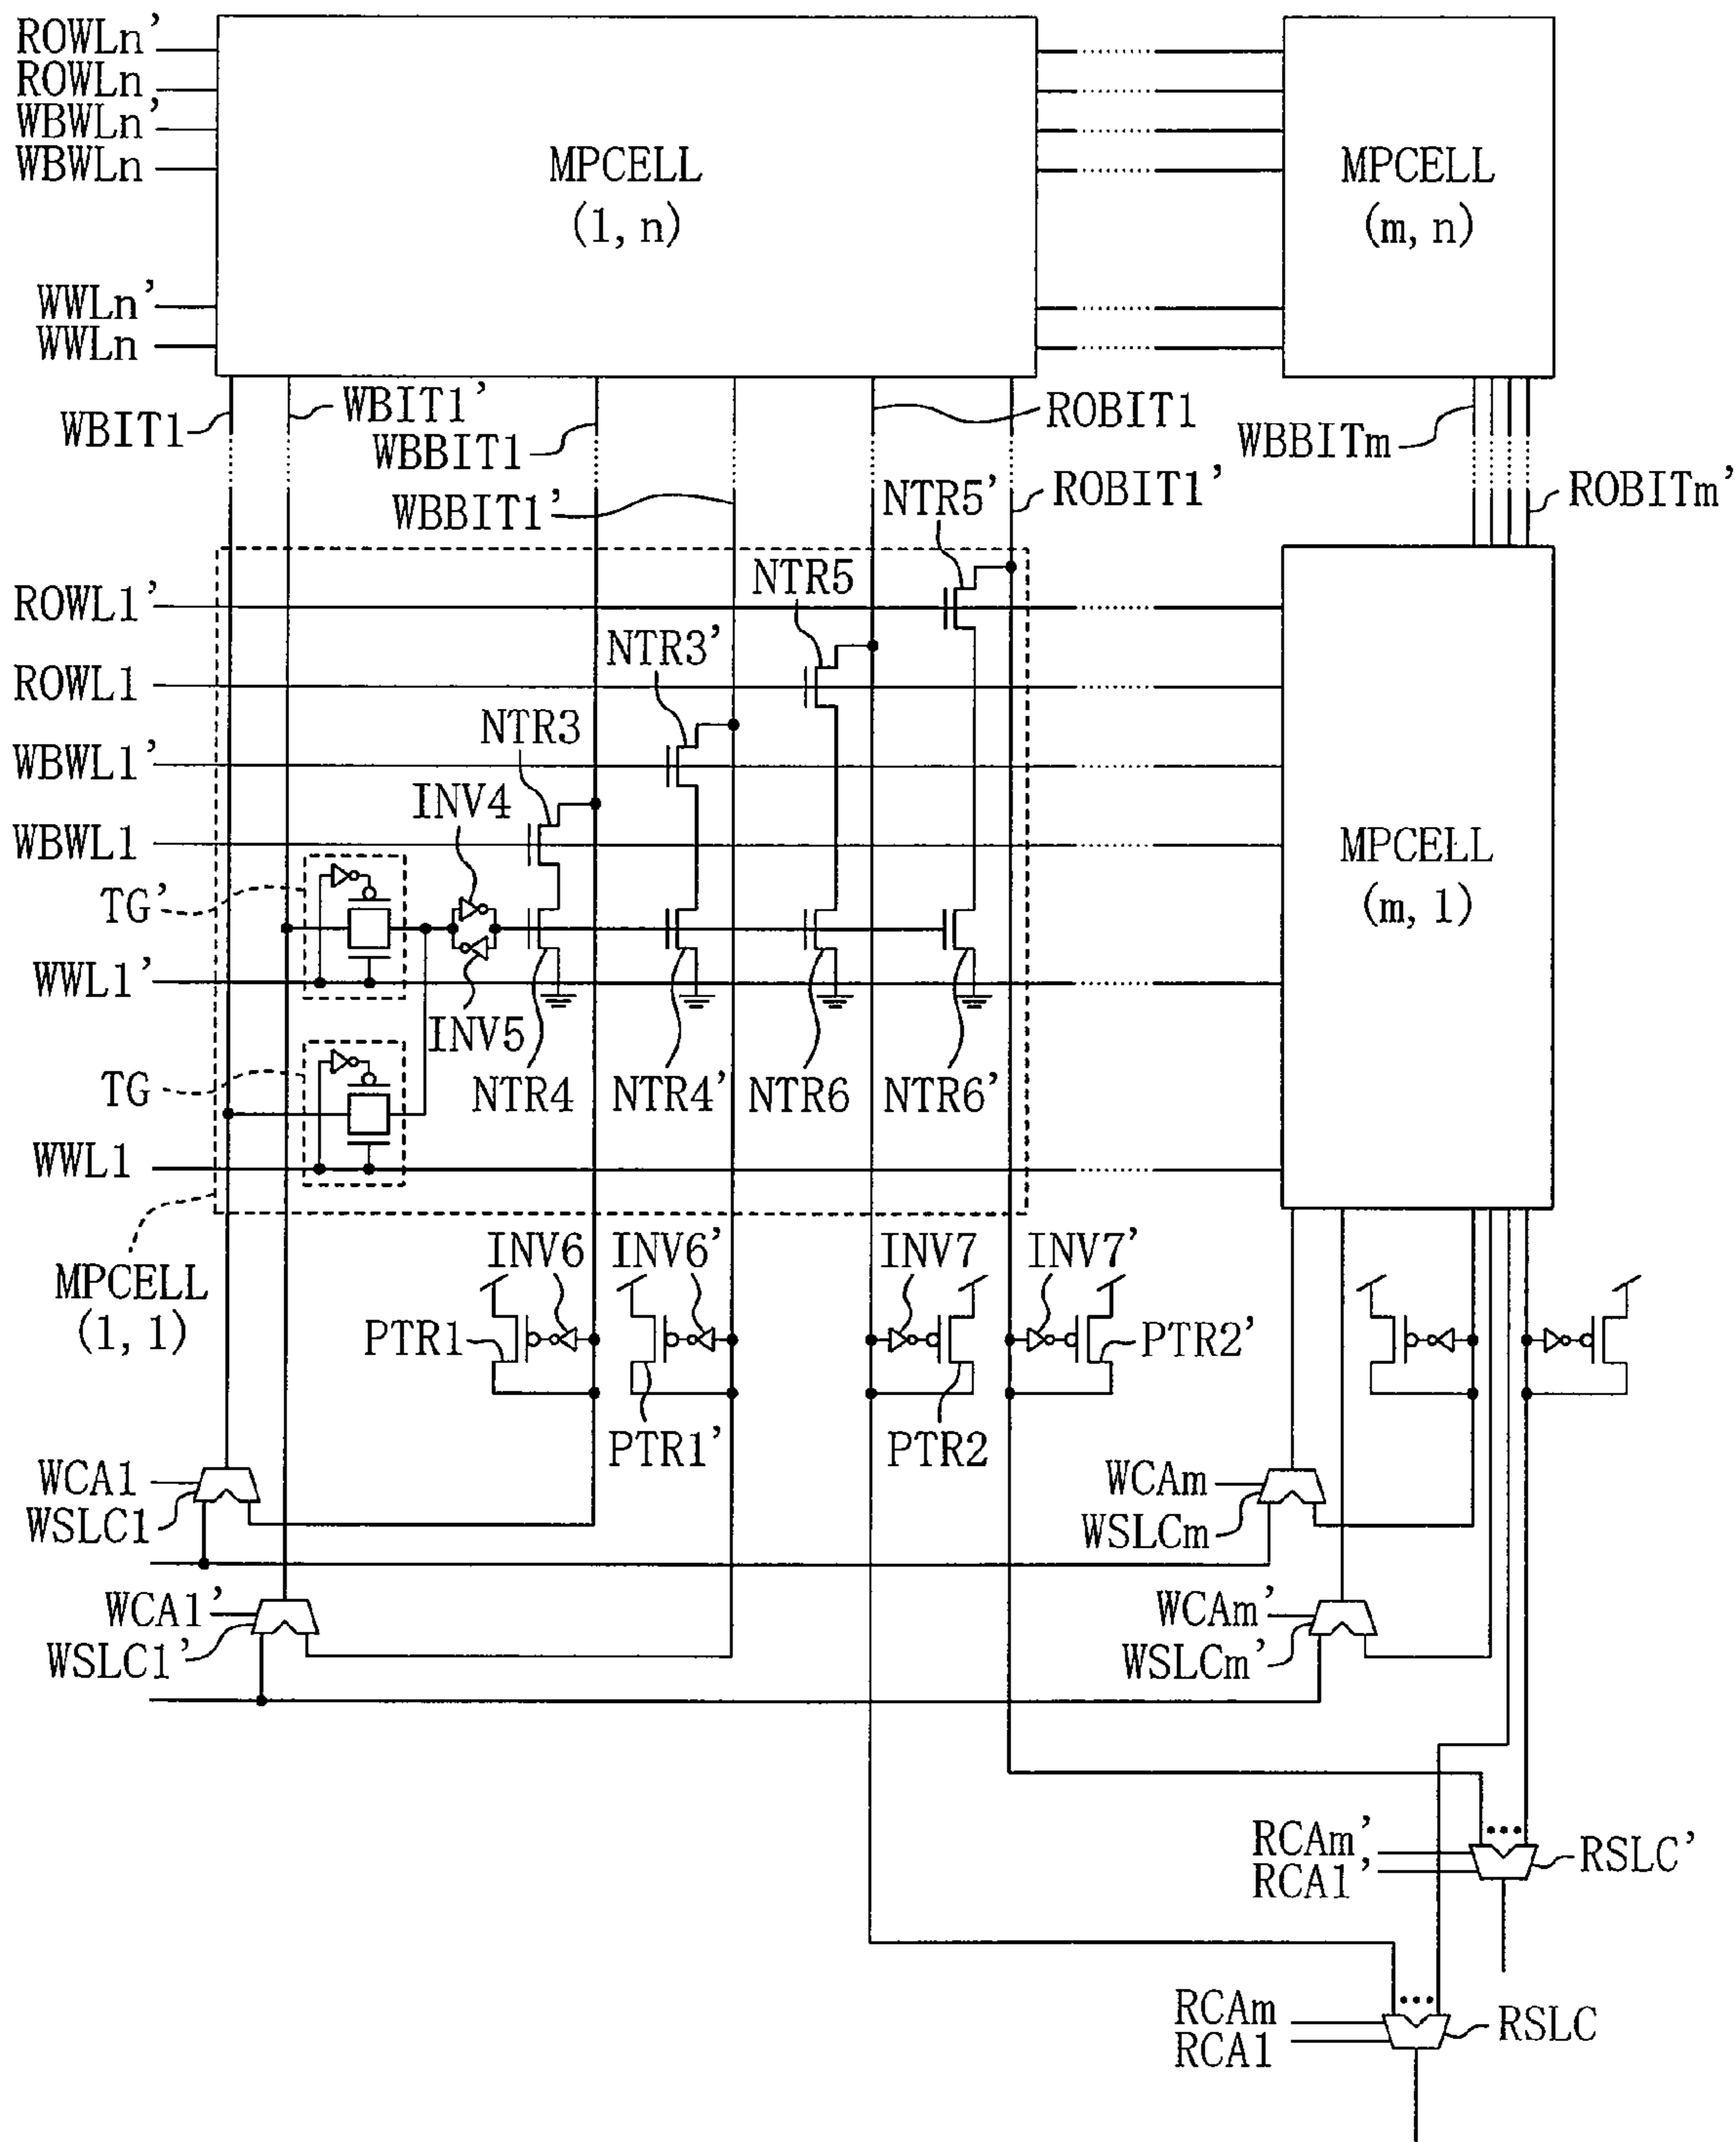 ROWLn'
ROWLn
WBWLn'
WBWLn
MPCELL
(1, n)
MPCELL
(m, n)
WWLn'
WWLn
WBIT1
WBIT1'
WBBIT1
WBBIT1'
ROBIT1
ROBIT1'
WBBITm
ROBITm'
NTR5'
NTR5
NTR3'
NTR3
ROWL1'
ROWL1
WBWL1'
WBWL1
INV4
TG'
WWL1'
INV5
TG
NTR4
NTR4'
NTR6
NTR6'
WWL1
MPCELL
(m, 1)
MPCELL
(1, 1)
INV6
INV6'
INV7
INV7'
PTR1
PTR1'
PTR2
PTR2'
WCA1
WSLC1
WCAm
WSLCm
WCA1'
WSLC1'
WCAm'
WSLCm'
RCAm'
RCA1'
RSLC'
RCAm
RCA1
RSLC